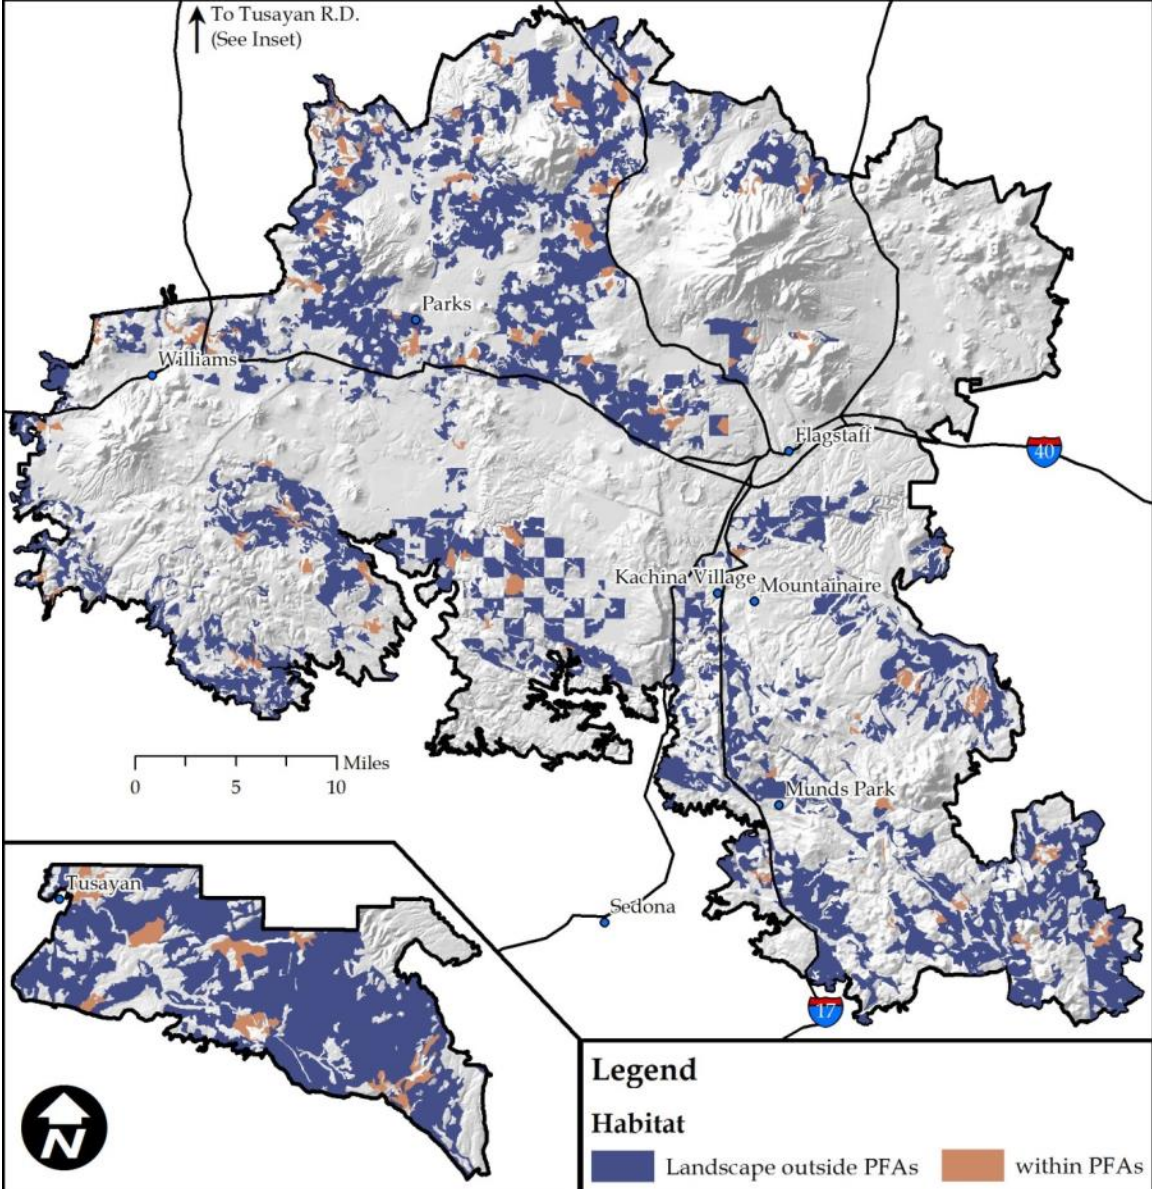 To Tusayan R.D.
(See Inset)
Parks
Williams
Flagstaff
40
Kachina Village
Mountainaire
Miles
0 5 10
Munds Park
Tusayan
Sedona
17
N
Legend
Habitat
Landscape outside PFAs within PFAs